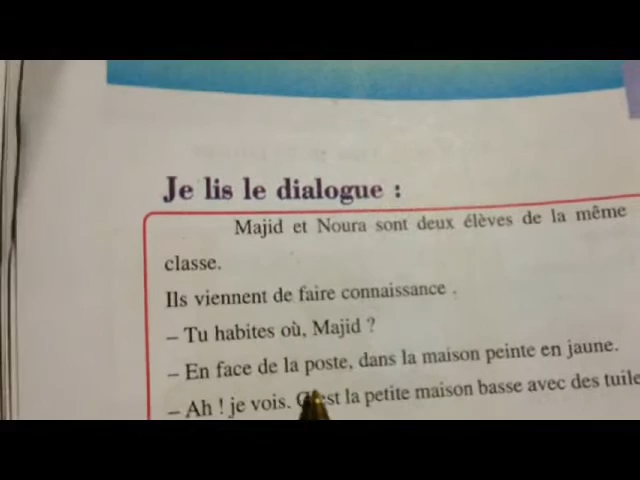 Je lis le dialogue :
Majid et Noura sont deux élèves de la même
classe.
Ils viennent de faire connaissance .
– Tu habites où, Majid ?
– En face de la poste, dans la maison peinte en jaune.
– Ah ! je vois. C'est la petite maison basse avec des tuile